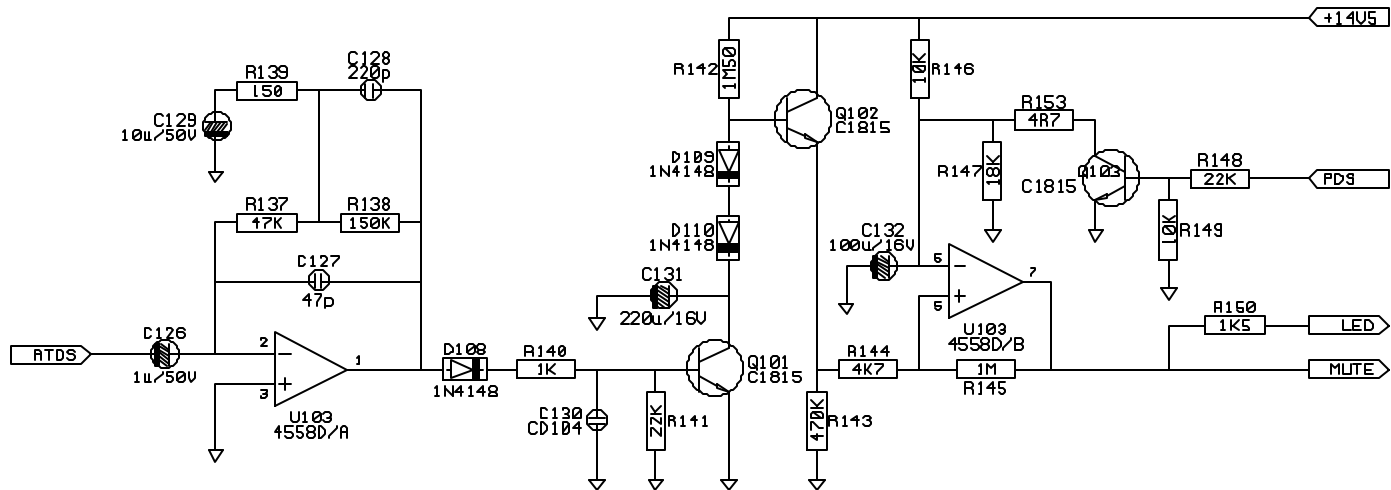 +14V5
C128
220p
R139
150
R142
1M50
10K
R146
C129
10u/50V
R153
4R7
Q102
C1815
D109
1N4148
R147
18K
C1815
Q103
R148
22K
PDS
R137
47K
R138
150K
10K
R149
D110
1N4148
C132
100u/16V
C127
47p
C131
220u/16V
6
7
5
R150
1K5
LED
C126
1u/50V
RTDS
2
1
3
U103
4558D/A
D108
1N4148
R140
1K
Q101
C1815
R144
4K7
U103
4558D/B
1M
R145
MUTE
C130
CD104
22K
R141
470K
R143